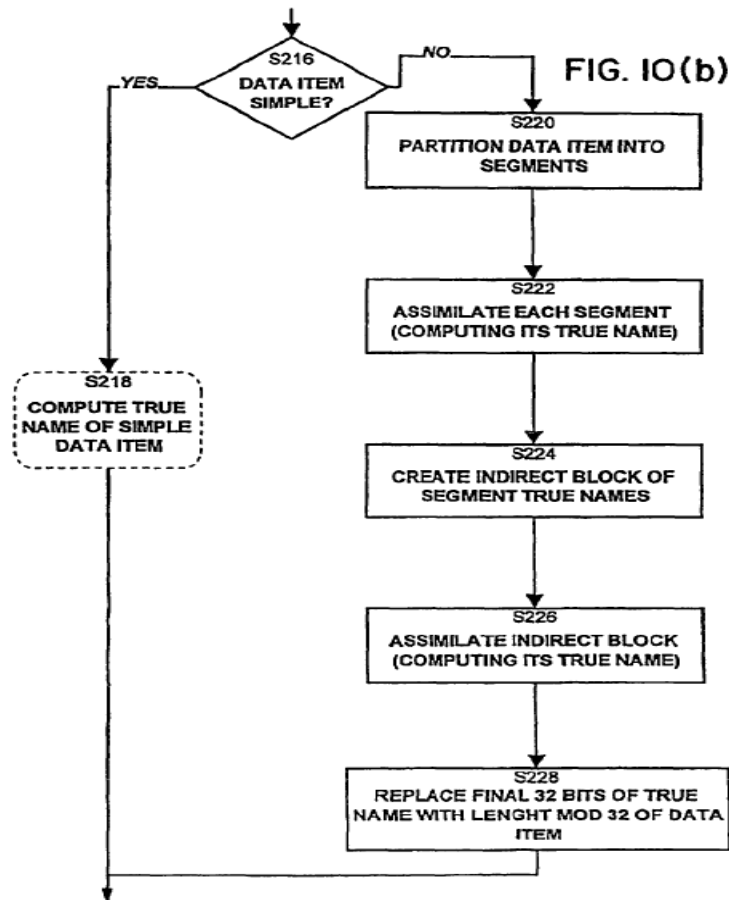 FIG. 10(b)
S216
DATA ITEM
SIMPLE?
YES
NO
S220
PARTITION DATA ITEM INTO
SEGMENTS
S222
ASSIMILATE EACH SEGMENT
(COMPUTING ITS TRUE NAME)
S218
COMPUTE TRUE
NAME OF SIMPLE
DATA ITEM
S224
CREATE INDIRECT BLOCK OF
SEGMENT TRUE NAMES
S226
ASSIMILATE INDIRECT BLOCK
(COMPUTING ITS TRUE NAME)
S228
REPLACE FINAL 32 BITS OF TRUE
NAME WITH LENGHT MOD 32 OF DATA
ITEM